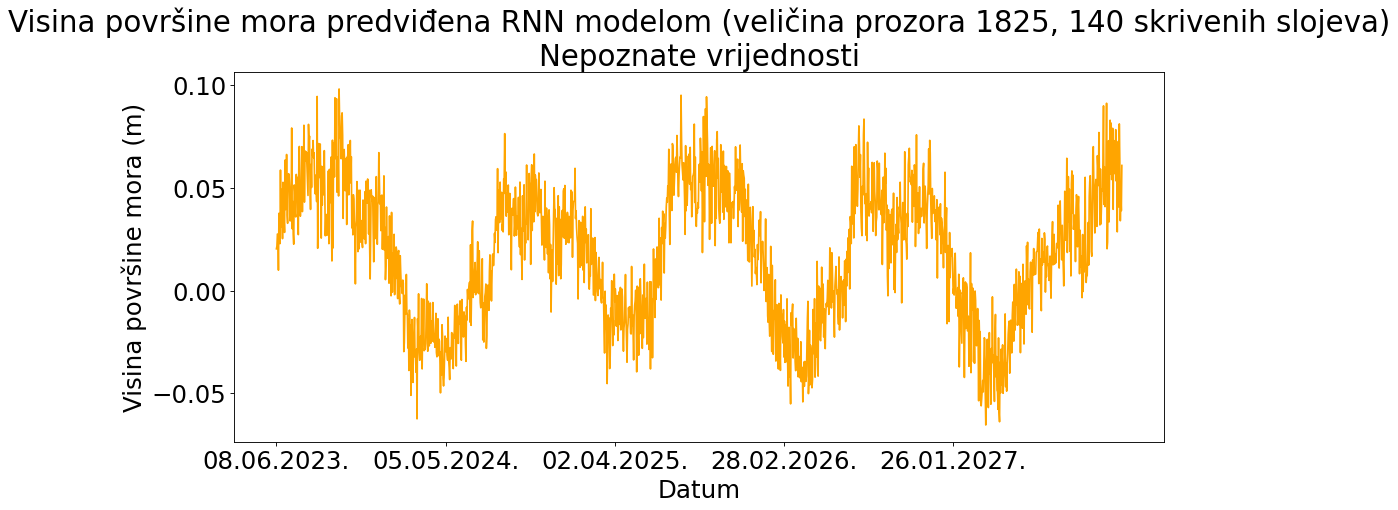 Visina površine mora predviđena RNN modelom (veličina prozora 1825, 140 skrivenih slojeva)
Nepoznate vrijednosti
Visina površine mora (m)
0.10
0.05
0.00
−0.05
08.06.2023. 05.05.2024. 02.04.2025. 28.02.2026. 26.01.2027.
Datum